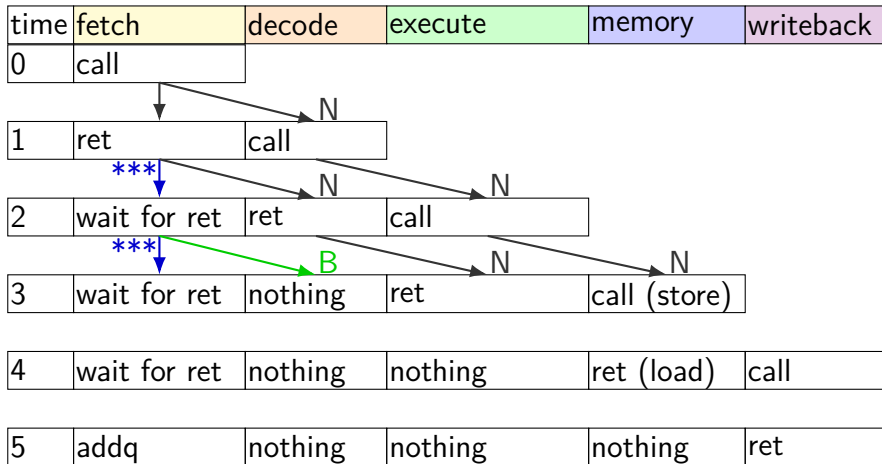 time fetch decode execute memory writeback
0 call
N
1 ret call
*** N N
2 wait for ret ret call
*** B N N
3 wait for ret nothing ret call (store)
4 wait for ret nothing nothing ret (load) call
5 addq nothing nothing nothing ret